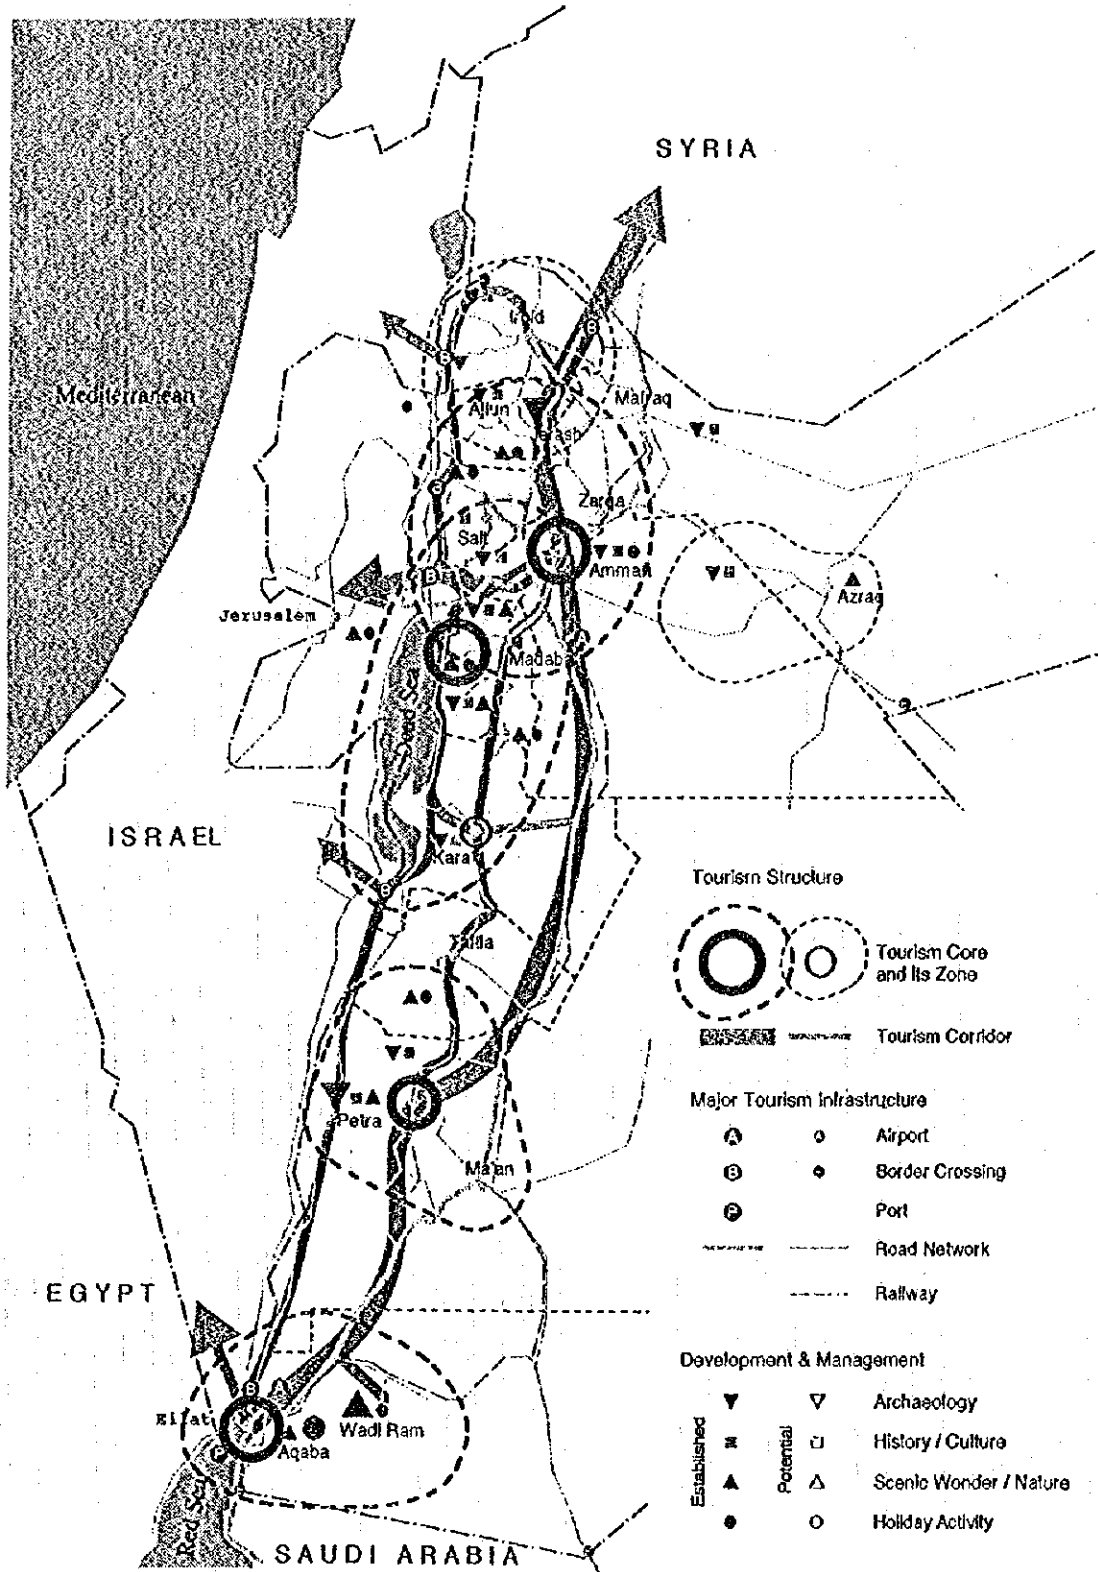 SYRIA
Mediterranean
Irbid
Ajlun
Mafraq
Jerash
Zarqa
Salt
Amman
Azraq
Jerusalem
Madaba
Dead Sea
ISRAEL
Karak
Tafila
Petra
Ma'an
EGYPT
Eilat
Aqaba
Wadi Ram
Red Sea
SAUDI ARABIA
Tourism Structure
Tourism Core
and Its Zone
Tourism Corridor
Major Tourism Infrastructure
A
Airport
B
Border Crossing
P
Port
Road Network
Railway
Development & Management
Established
Potential
Archaeology
History / Culture
Scenic Wonder / Nature
Holiday Activity